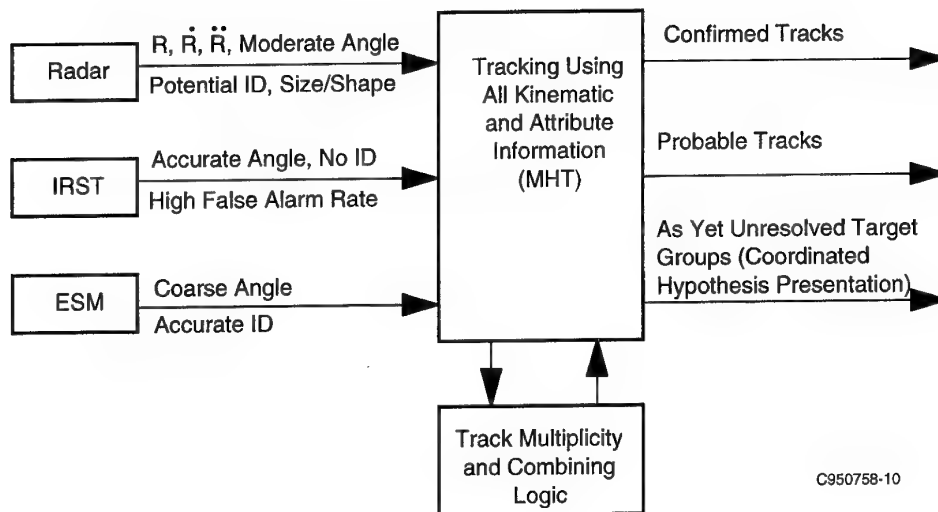 Radar
R, Ṙ, R̈, Moderate Angle
Potential ID, Size/Shape
IRST
Accurate Angle, No ID
High False Alarm Rate
ESM
Coarse Angle
Accurate ID
Tracking Using
All Kinematic
and Attribute
Information
(MHT)
Confirmed Tracks
Probable Tracks
As Yet Unresolved Target
Groups (Coordinated
Hypothesis Presentation)
Track Multiplicity
and Combining
Logic
C950758-10